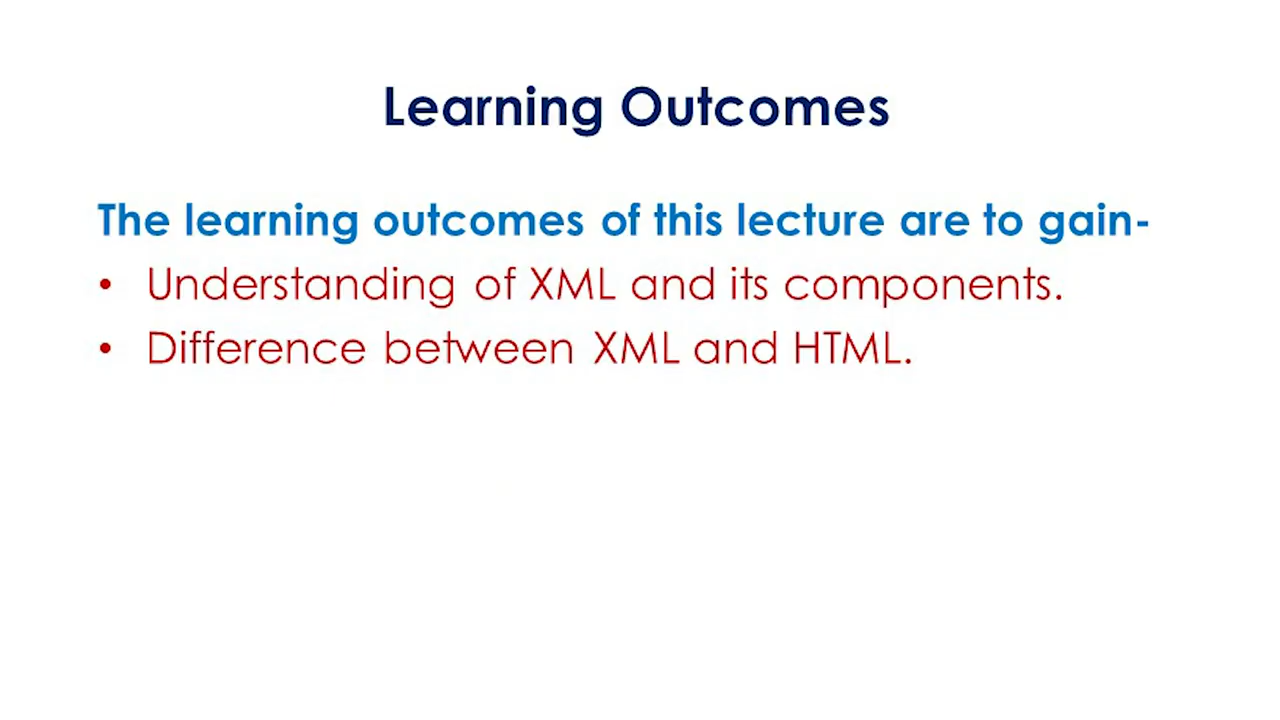 Learning Outcomes
The learning outcomes of this lecture are to gain-
• Understanding of XML and its components.
• Difference between XML and HTML.